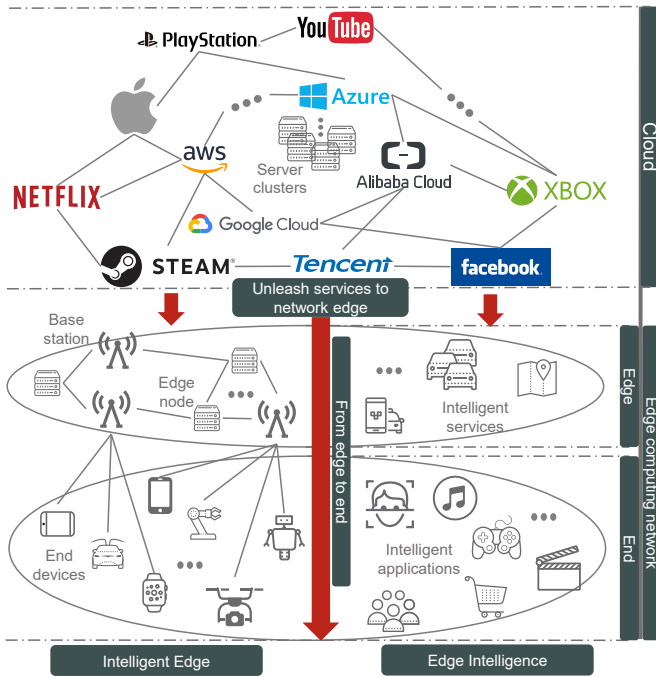 PlayStation.
YouTube
Azure
aws
Server
clusters
Alibaba Cloud
NETFLIX
XBOX
Google Cloud
STEAM®
Tencent
facebook.
Cloud
Unleash services to
network edge
Base
station
Edge
node
From edge to end
Intelligent
services
Edge
Edge computing network
End
devices
Intelligent
applications
End
Intelligent Edge
Edge Intelligence